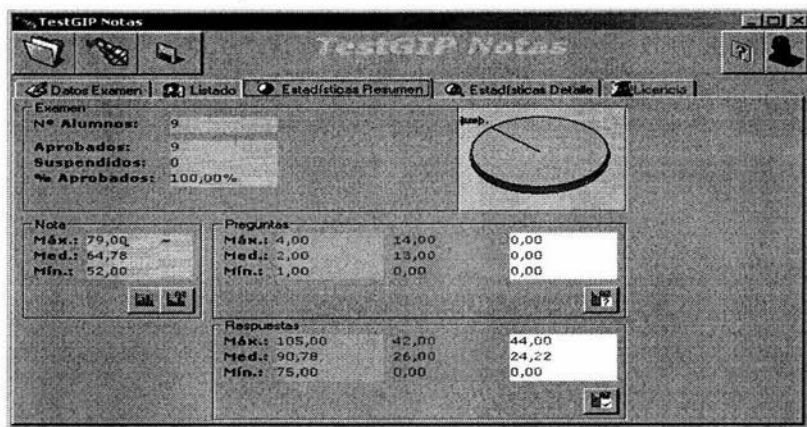 TestGIP Notas
TestGIP Notas
Datos Examen Listado Estadísticas Resumen Estadísticas Detalle Licencia
Examen
Nº Alumnos: 9
Aprobados: 9
Suspendidos: 0
% Aprobados: 100,00%
Nota
Máx.: 79,00
Med.: 64,78
Mín.: 52,00
Preguntas
Máx.: 4,00 14,00 0,00
Med.: 2,00 13,00 0,00
Mín.: 1,00 0,00 0,00
Respuestas
Máx.: 105,00 42,00 44,00
Med.: 90,78 26,00 24,22
Mín.: 75,00 0,00 0,00